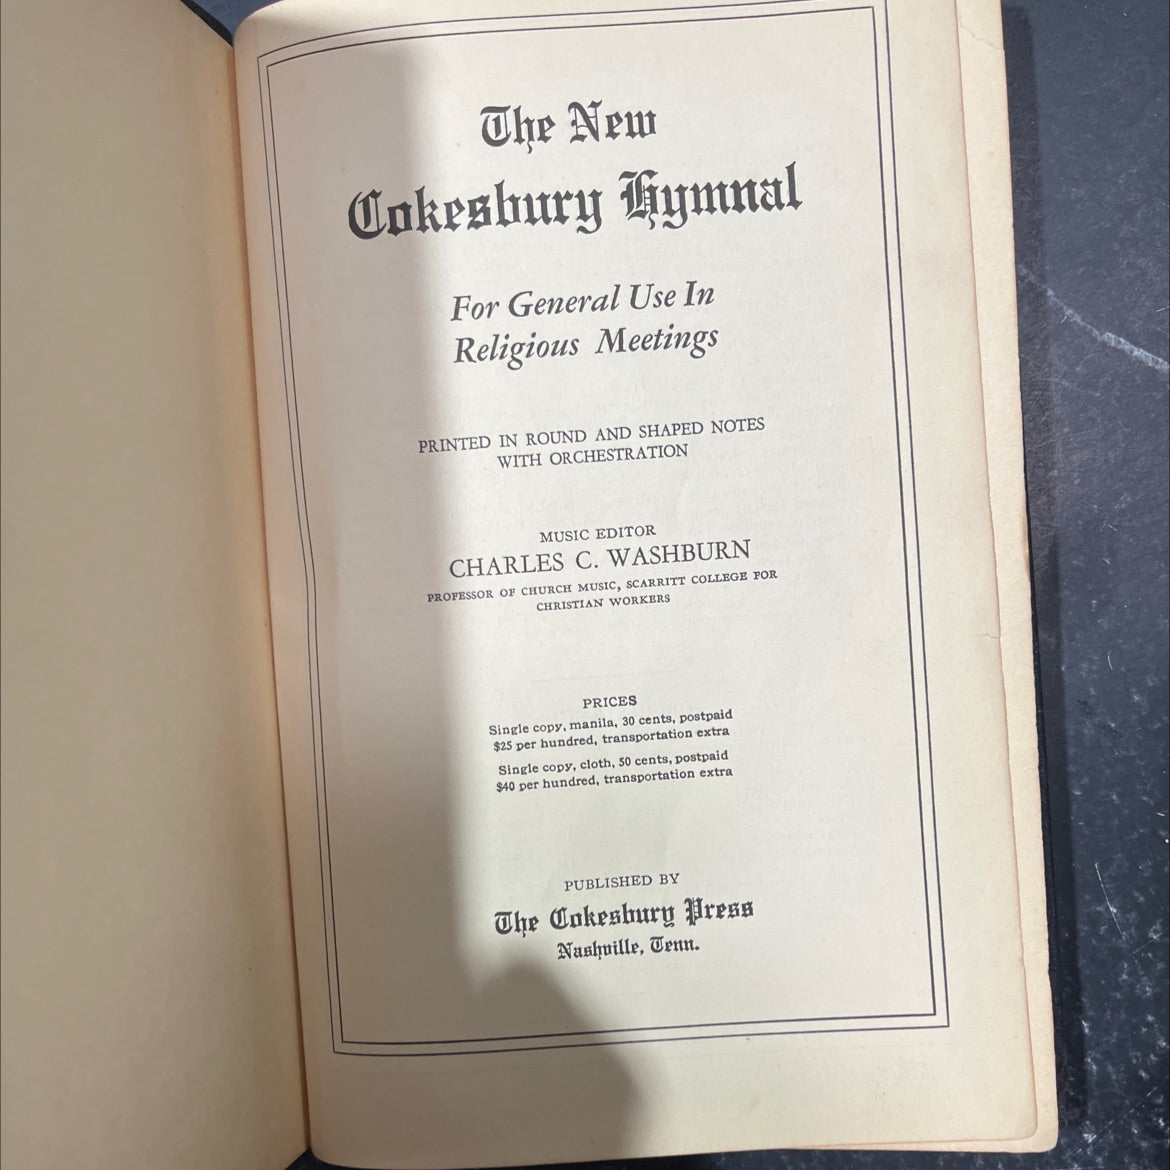 The New
Cokesbury Hymnal
For General Use In
Religious Meetings
PRINTED IN ROUND AND SHAPED NOTES
WITH ORCHESTRATION
MUSIC EDITOR
CHARLES C. WASHBURN
PROFESSOR OF CHURCH MUSIC, SCARRITT COLLEGE FOR
CHRISTIAN WORKERS
PRICES
Single copy, manila, 30 cents, postpaid
$25 per hundred, transportation extra
Single copy, cloth, 50 cents, postpaid
$40 per hundred, transportation extra
PUBLISHED BY
The Cokesbury Press
Nashville, Tenn.